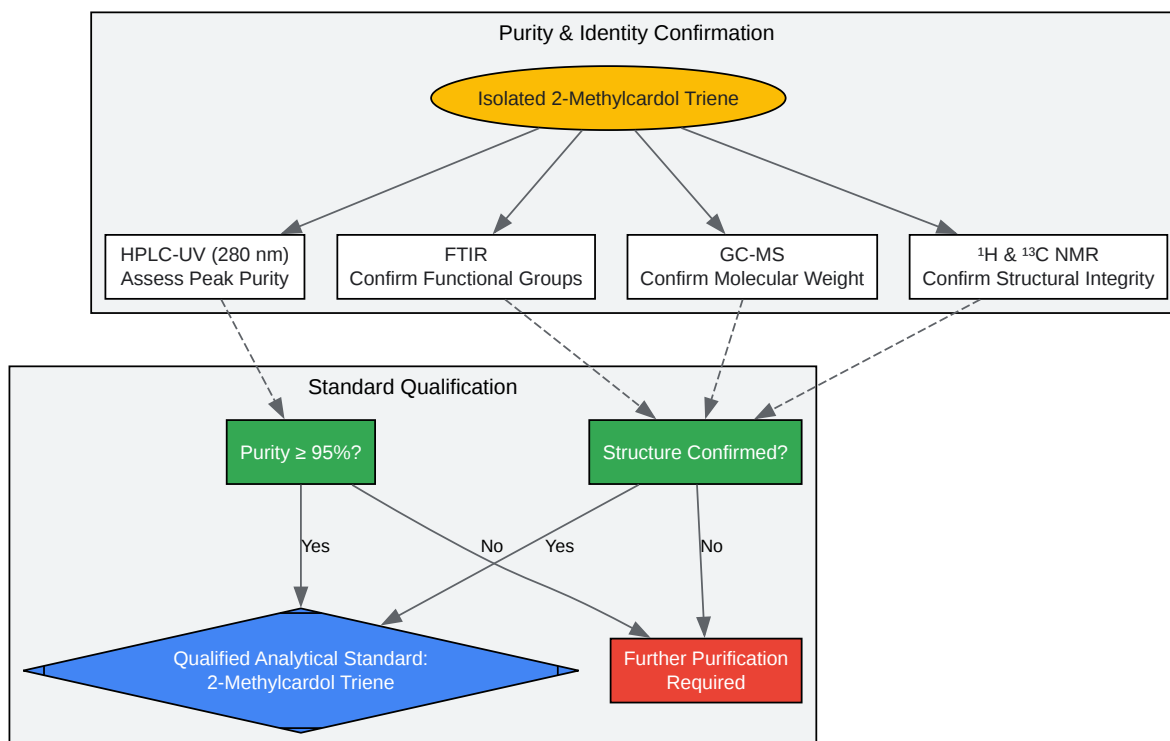 Purity & Identity Confirmation
Isolated 2-Methylcardol Triene
HPLC-UV (280 nm)
Assess Peak Purity
FTIR
Confirm Functional Groups
GC-MS
Confirm Molecular Weight
¹H & ¹³C NMR
Confirm Structural Integrity
Standard Qualification
Purity ≥ 95%?
Structure Confirmed?
Yes
No
Yes
No
Qualified Analytical Standard:
2-Methylcardol Triene
Further Purification
Required